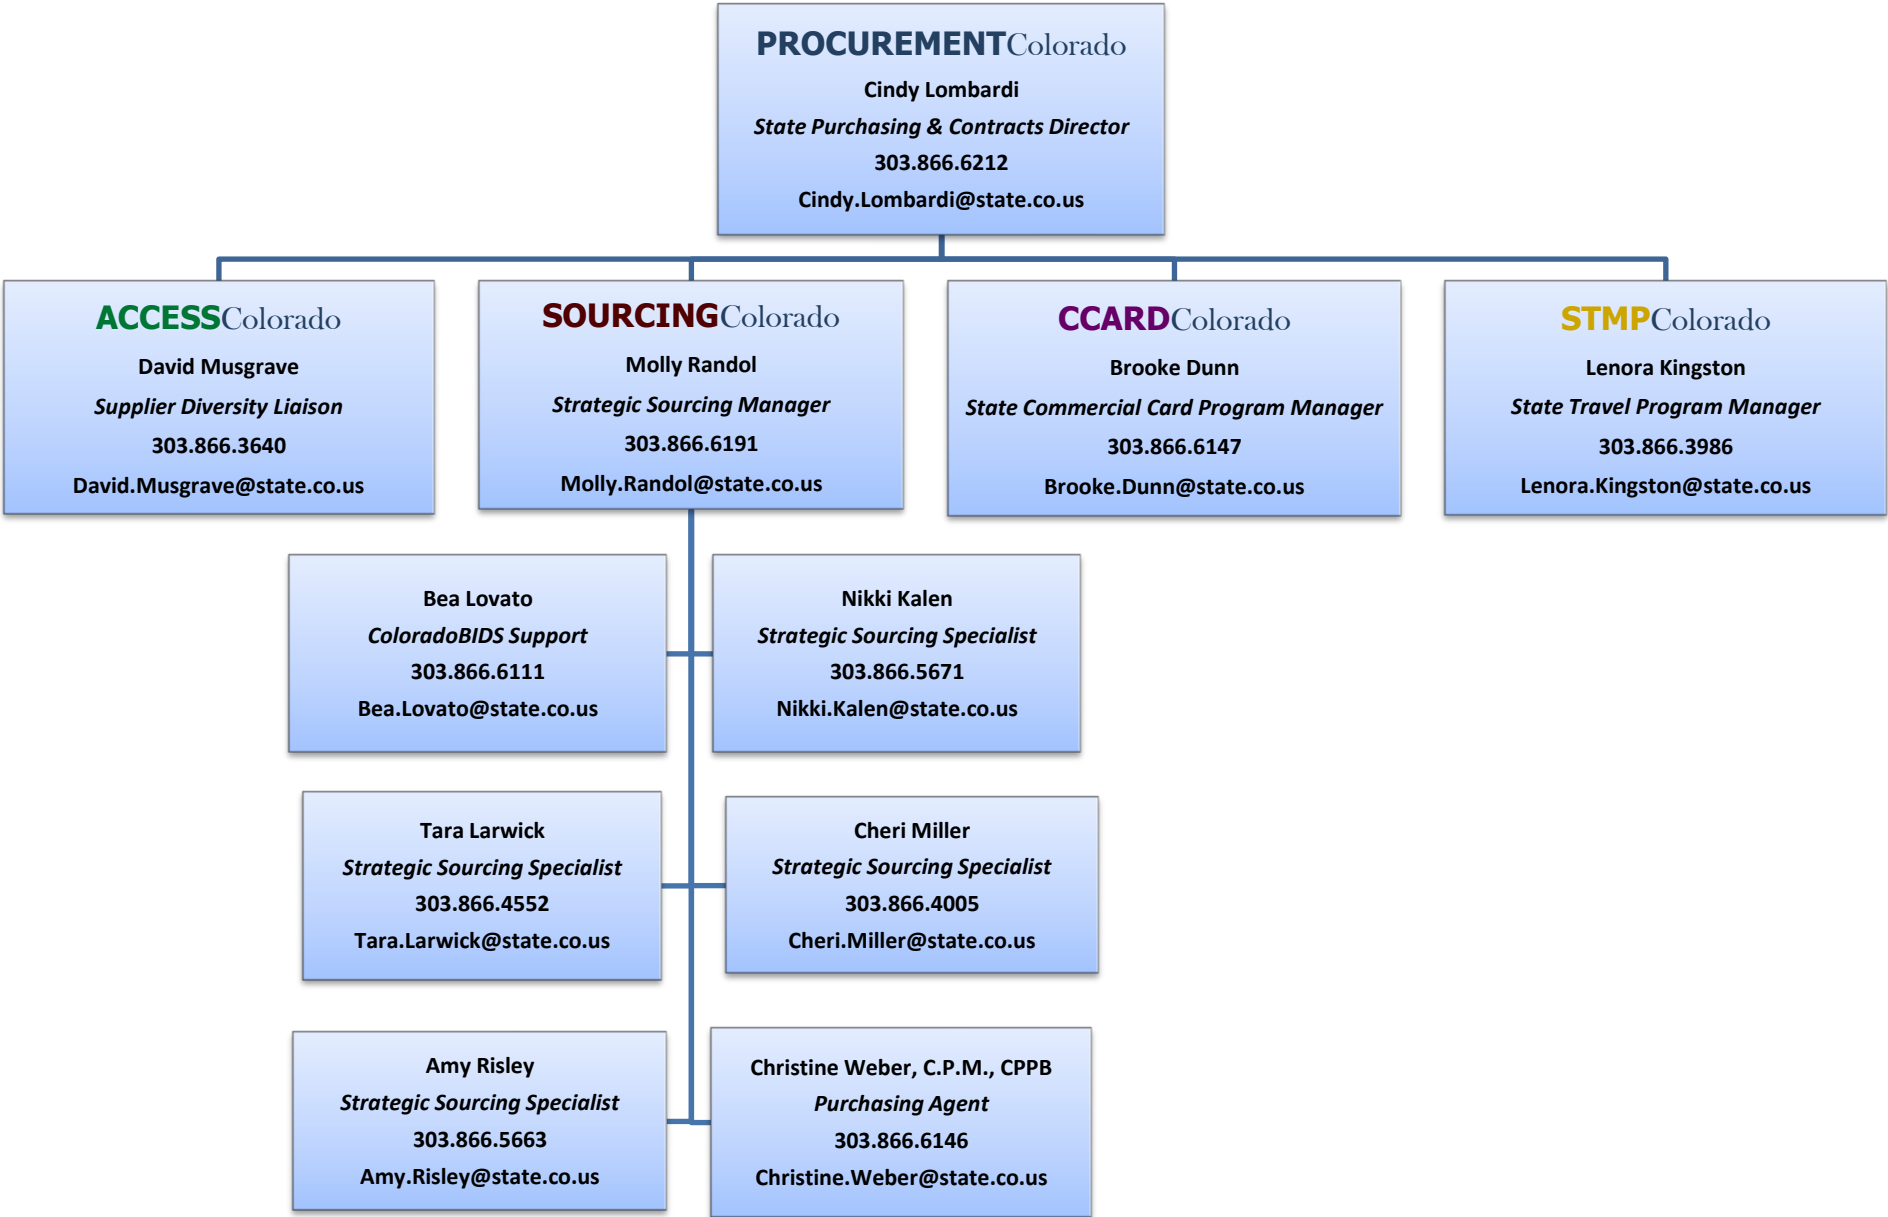 PROCUREMENTColorado
Cindy Lombardi
State Purchasing & Contracts Director
303.866.6212
Cindy.Lombardi@state.co.us
ACCESSColorado
David Musgrave
Supplier Diversity Liaison
303.866.3640
David.Musgrave@state.co.us
SOURCINGColorado
Molly Randol
Strategic Sourcing Manager
303.866.6191
Molly.Randol@state.co.us
CCARDColorado
Brooke Dunn
State Commercial Card Program Manager
303.866.6147
Brooke.Dunn@state.co.us
STMPColorado
Lenora Kingston
State Travel Program Manager
303.866.3986
Lenora.Kingston@state.co.us
Bea Lovato
ColoradoBIDS Support
303.866.6111
Bea.Lovato@state.co.us
Nikki Kalen
Strategic Sourcing Specialist
303.866.5671
Nikki.Kalen@state.co.us
Tara Larwick
Strategic Sourcing Specialist
303.866.4552
Tara.Larwick@state.co.us
Cheri Miller
Strategic Sourcing Specialist
303.866.4005
Cheri.Miller@state.co.us
Amy Risley
Strategic Sourcing Specialist
303.866.5663
Amy.Risley@state.co.us
Christine Weber, C.P.M., CPPB
Purchasing Agent
303.866.6146
Christine.Weber@state.co.us